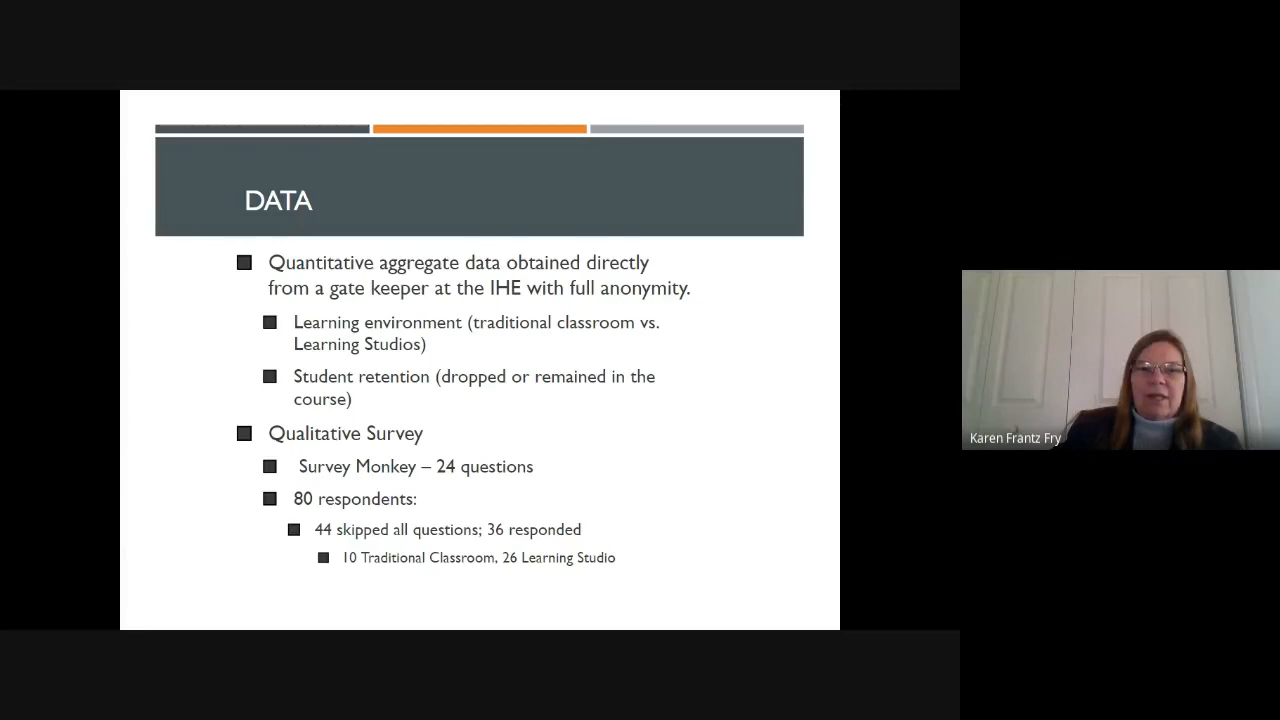 DATA
Quantitative aggregate data obtained directly
from a gate keeper at the IHE with full anonymity.
Learning environment (traditional classroom vs.
Learning Studios)
Student retention (dropped or remained in the
course)
Qualitative Survey
Survey Monkey – 24 questions
80 respondents:
44 skipped all questions; 36 responded
10 Traditional Classroom, 26 Learning Studio
Karen Frantz Fry